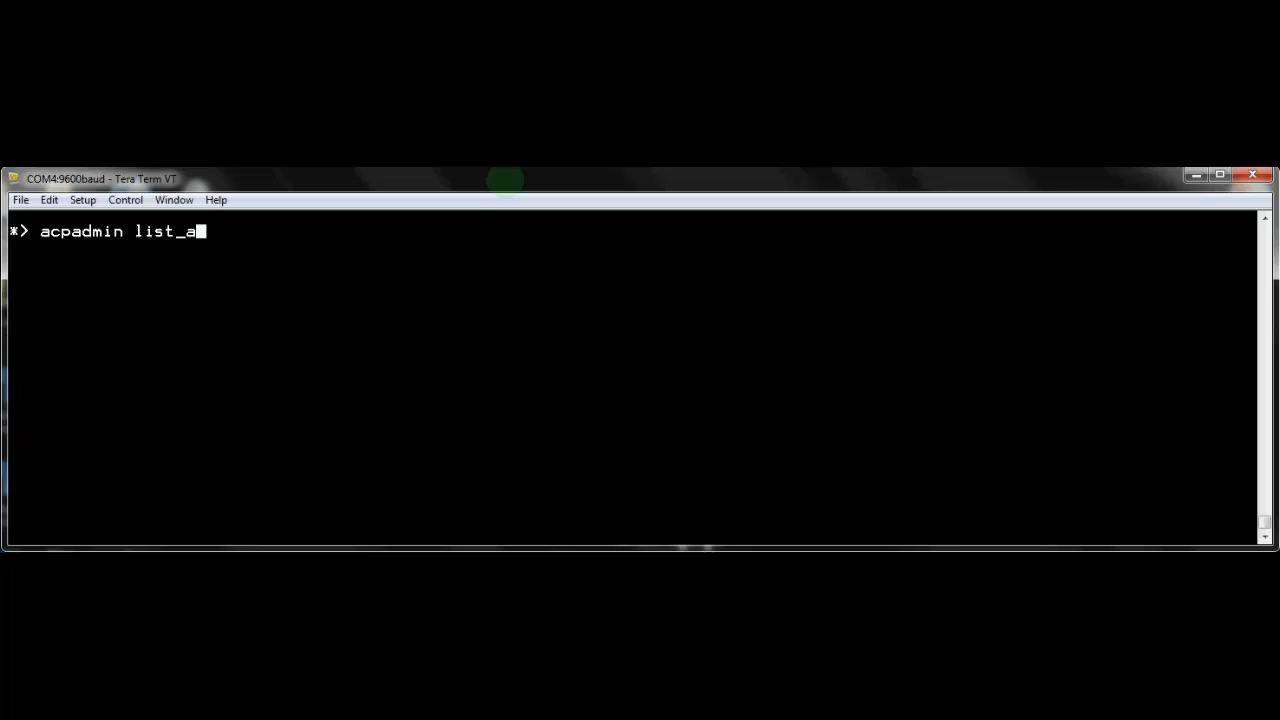 COM4:9600baud - Tera Term VT
File Edit Setup Control Window Help
*> acpadmin list_a